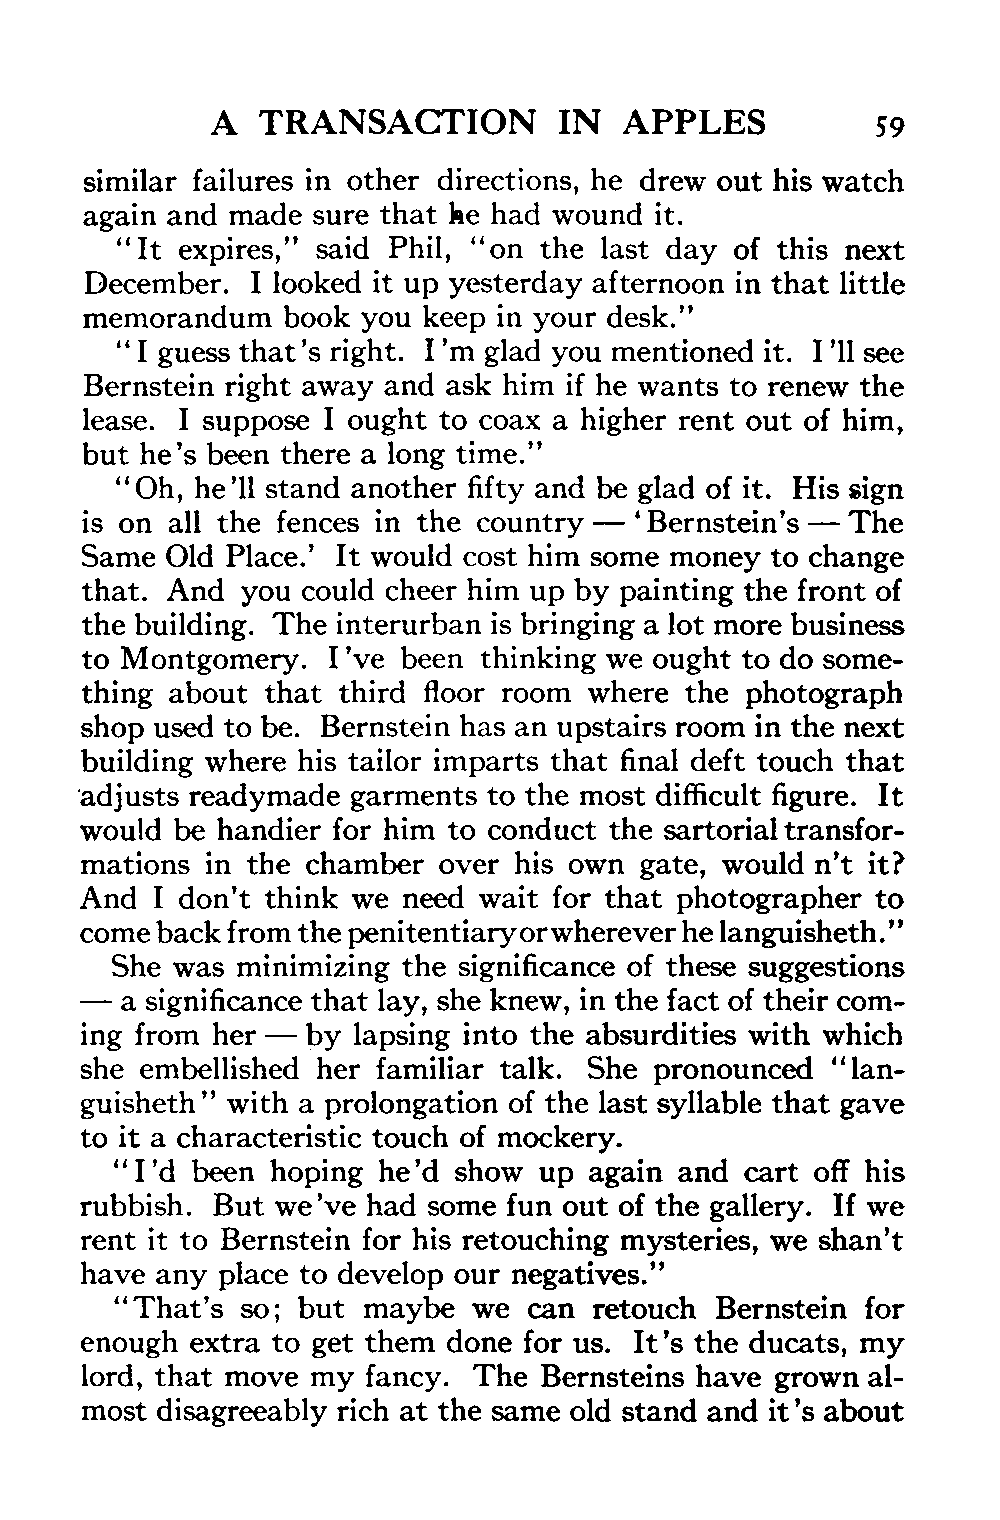 A TRANSACTION IN APPLES 59
similar failures in other directions, he drew out his watch
again and made sure that he had wound it.
"It expires," said Phil, "on the last day of this next
December. I looked it up yesterday afternoon in that little
memorandum book you keep in your desk."
"I guess that's right. I'm glad you mentioned it. I'll see
Bernstein right away and ask him if he wants to renew the
lease. I suppose I ought to coax a higher rent out of him,
but he's been there a long time."
"Oh, he'll stand another fifty and be glad of it. His sign
is on all the fences in the country — 'Bernstein's — The
Same Old Place.' It would cost him some money to change
that. And you could cheer him up by painting the front of
the building. The interurban is bringing a lot more business
to Montgomery. I've been thinking we ought to do some-
thing about that third floor room where the photograph
shop used to be. Bernstein has an upstairs room in the next
building where his tailor imparts that final deft touch that
adjusts readymade garments to the most difficult figure. It
would be handier for him to conduct the sartorial transfor-
mations in the chamber over his own gate, would n't it?
And I don't think we need wait for that photographer to
come back from the penitentiary or wherever he languisheth."
She was minimizing the significance of these suggestions
— a significance that lay, she knew, in the fact of their com-
ing from her — by lapsing into the absurdities with which
she embellished her familiar talk. She pronounced "lan-
guisheth" with a prolongation of the last syllable that gave
to it a characteristic touch of mockery.
"I'd been hoping he'd show up again and cart off his
rubbish. But we've had some fun out of the gallery. If we
rent it to Bernstein for his retouching mysteries, we shan't
have any place to develop our negatives."
"That's so; but maybe we can retouch Bernstein for
enough extra to get them done for us. It's the ducats, my
lord, that move my fancy. The Bernsteins have grown al-
most disagreeably rich at the same old stand and it's about